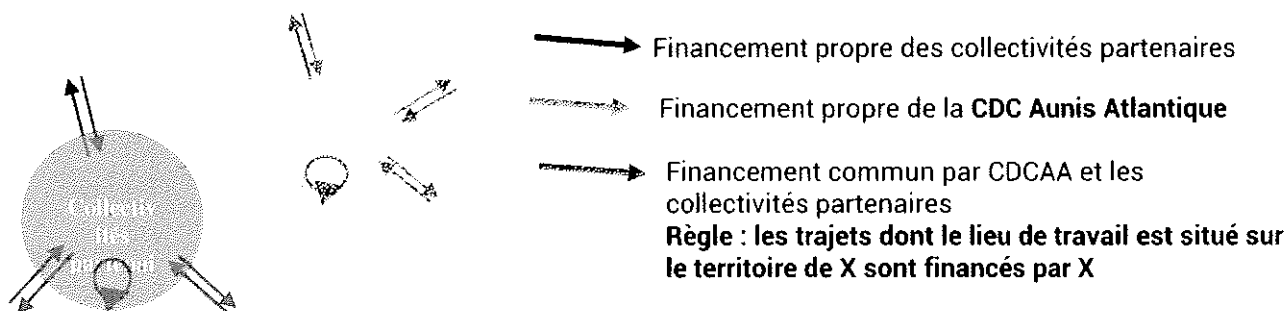 Financement propre des collectivités partenaires
Financement propre de la CDC Aunis Atlantique
Financement commun par CDCAA et les
collectivités partenaires
Règle : les trajets dont le lieu de travail est situé sur
le territoire de X sont financés par X
Collectiv